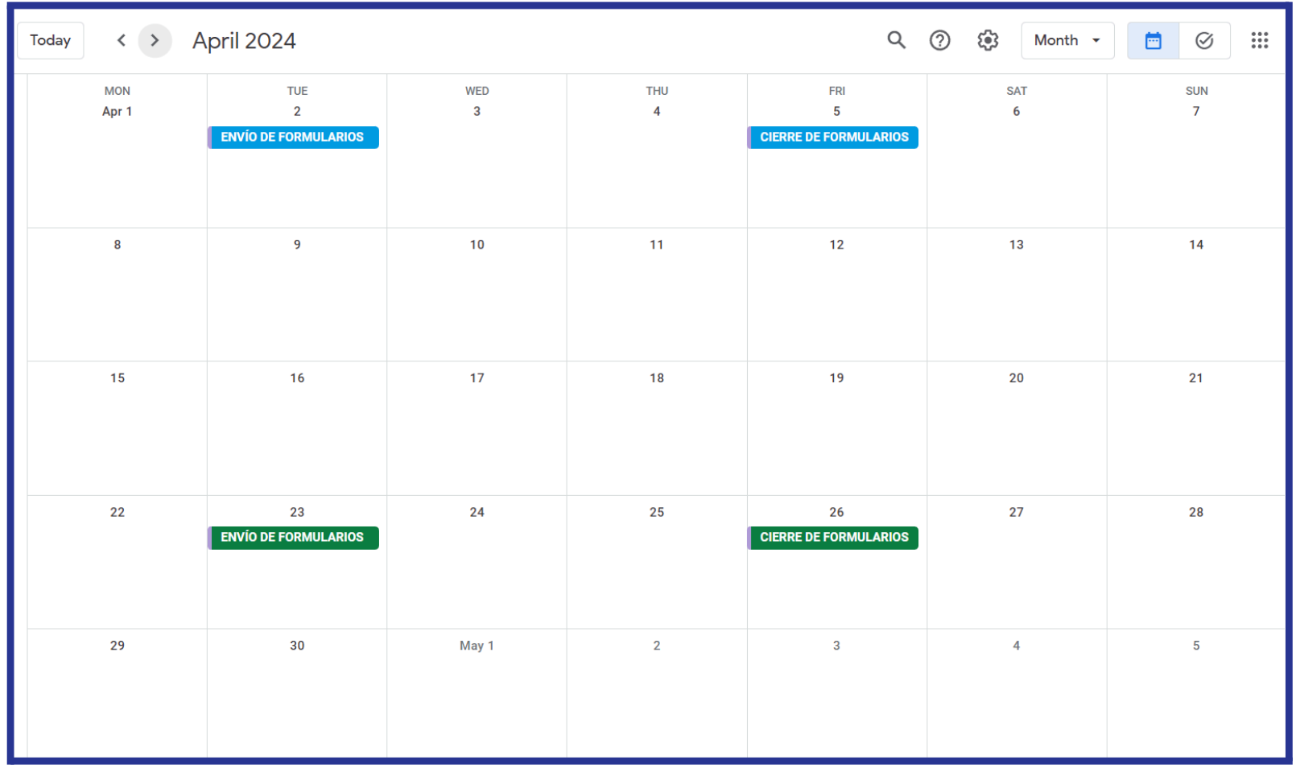 Today April 2024 Month
MON TUE WED THU FRI SAT SUN
Apr 1 2 3 4 5 6 7
ENVÍO DE FORMULARIOS CIERRE DE FORMULARIOS
8 9 10 11 12 13 14
15 16 17 18 19 20 21
22 23 24 25 26 27 28
ENVÍO DE FORMULARIOS CIERRE DE FORMULARIOS
29 30 May 1 2 3 4 5